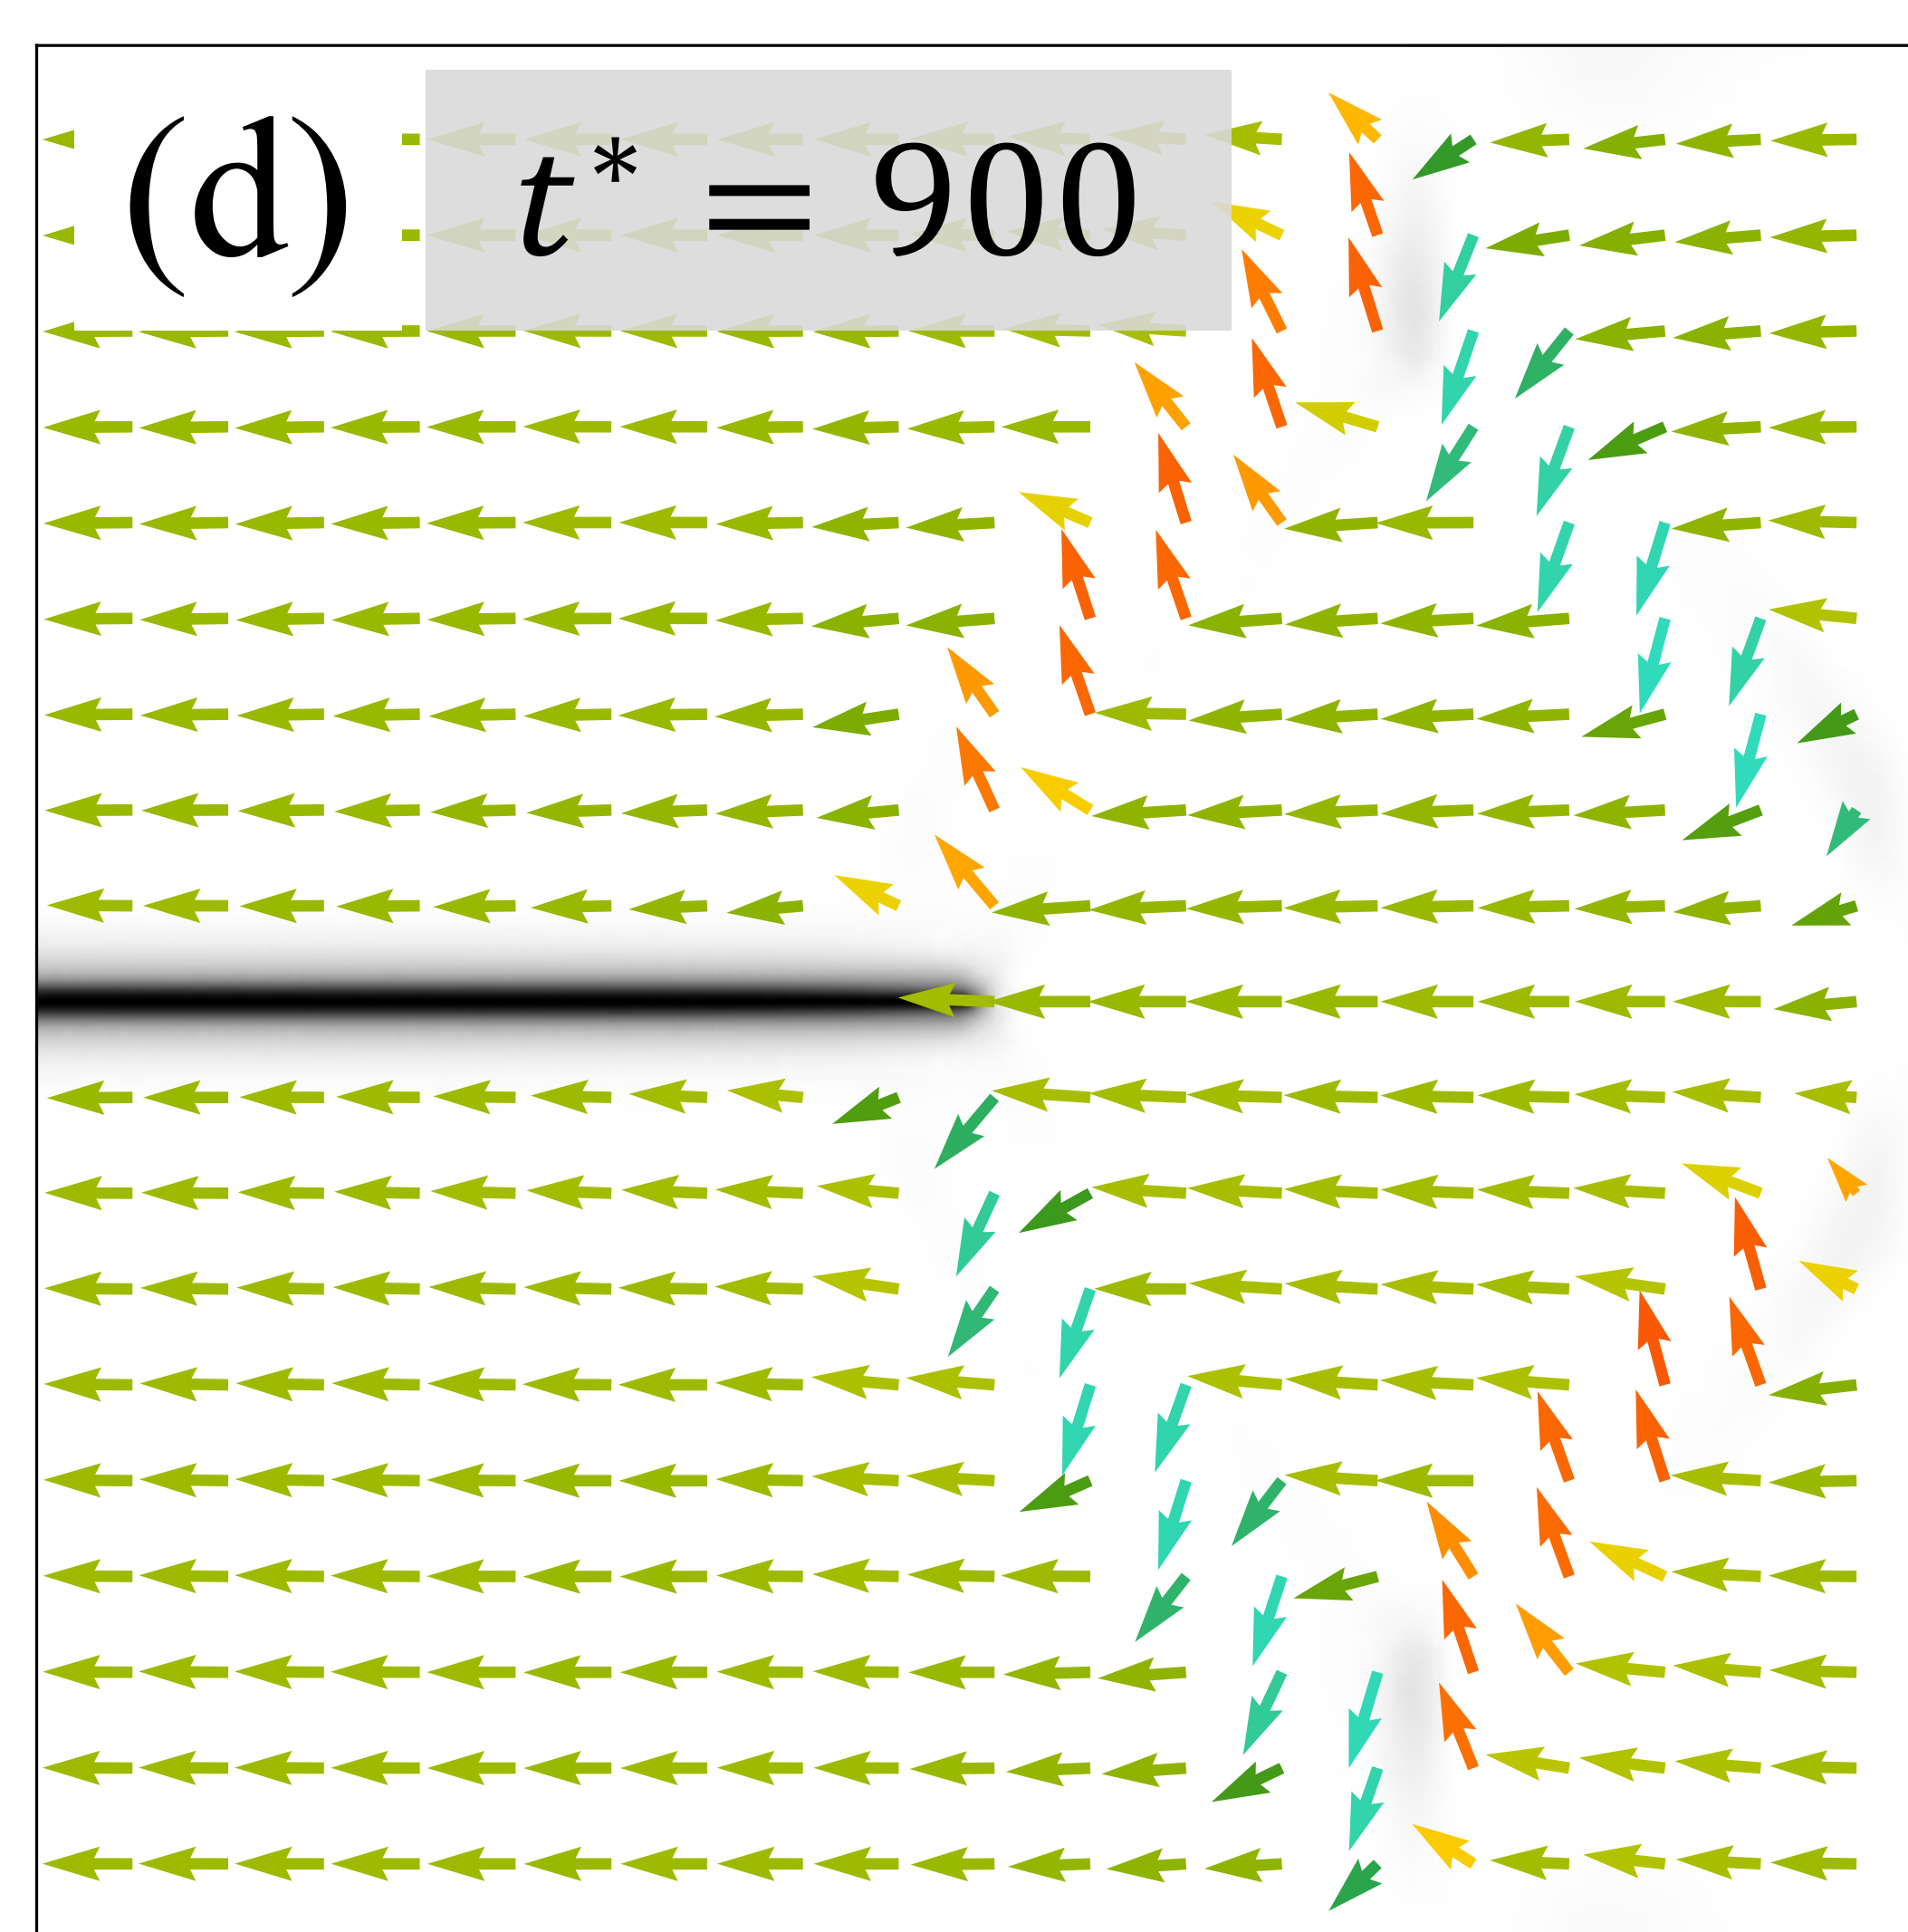 (d) t* = 900